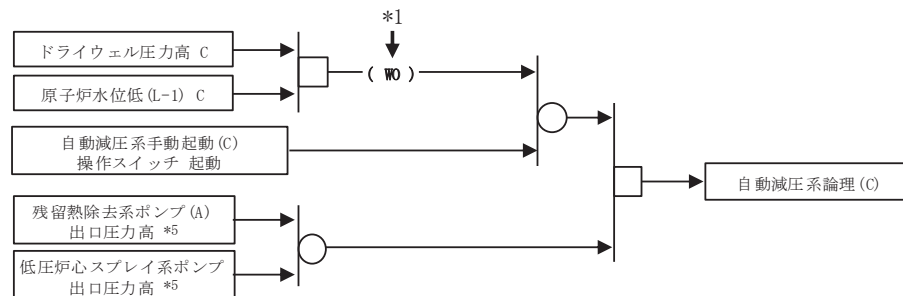 *1
ドライウェル圧力高 C
( WO )
原子炉水位低(L-1) C
自動減圧系手動起動(C)
操作スイッチ 起動
自動減圧系論理(C)
残留熱除去系ポンプ(A)
出口圧力高 *5
低圧炉心スプレイ系ポンプ
出口圧力高 *5